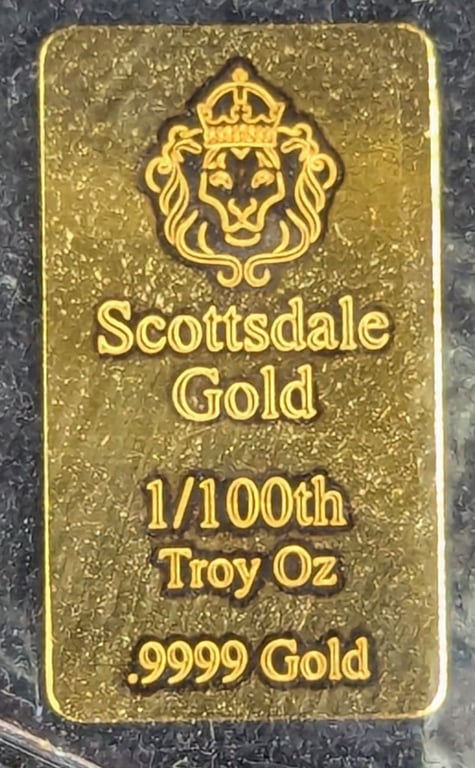 Scottsdale
Gold
1/100th
Troy Oz
.9999 Gold